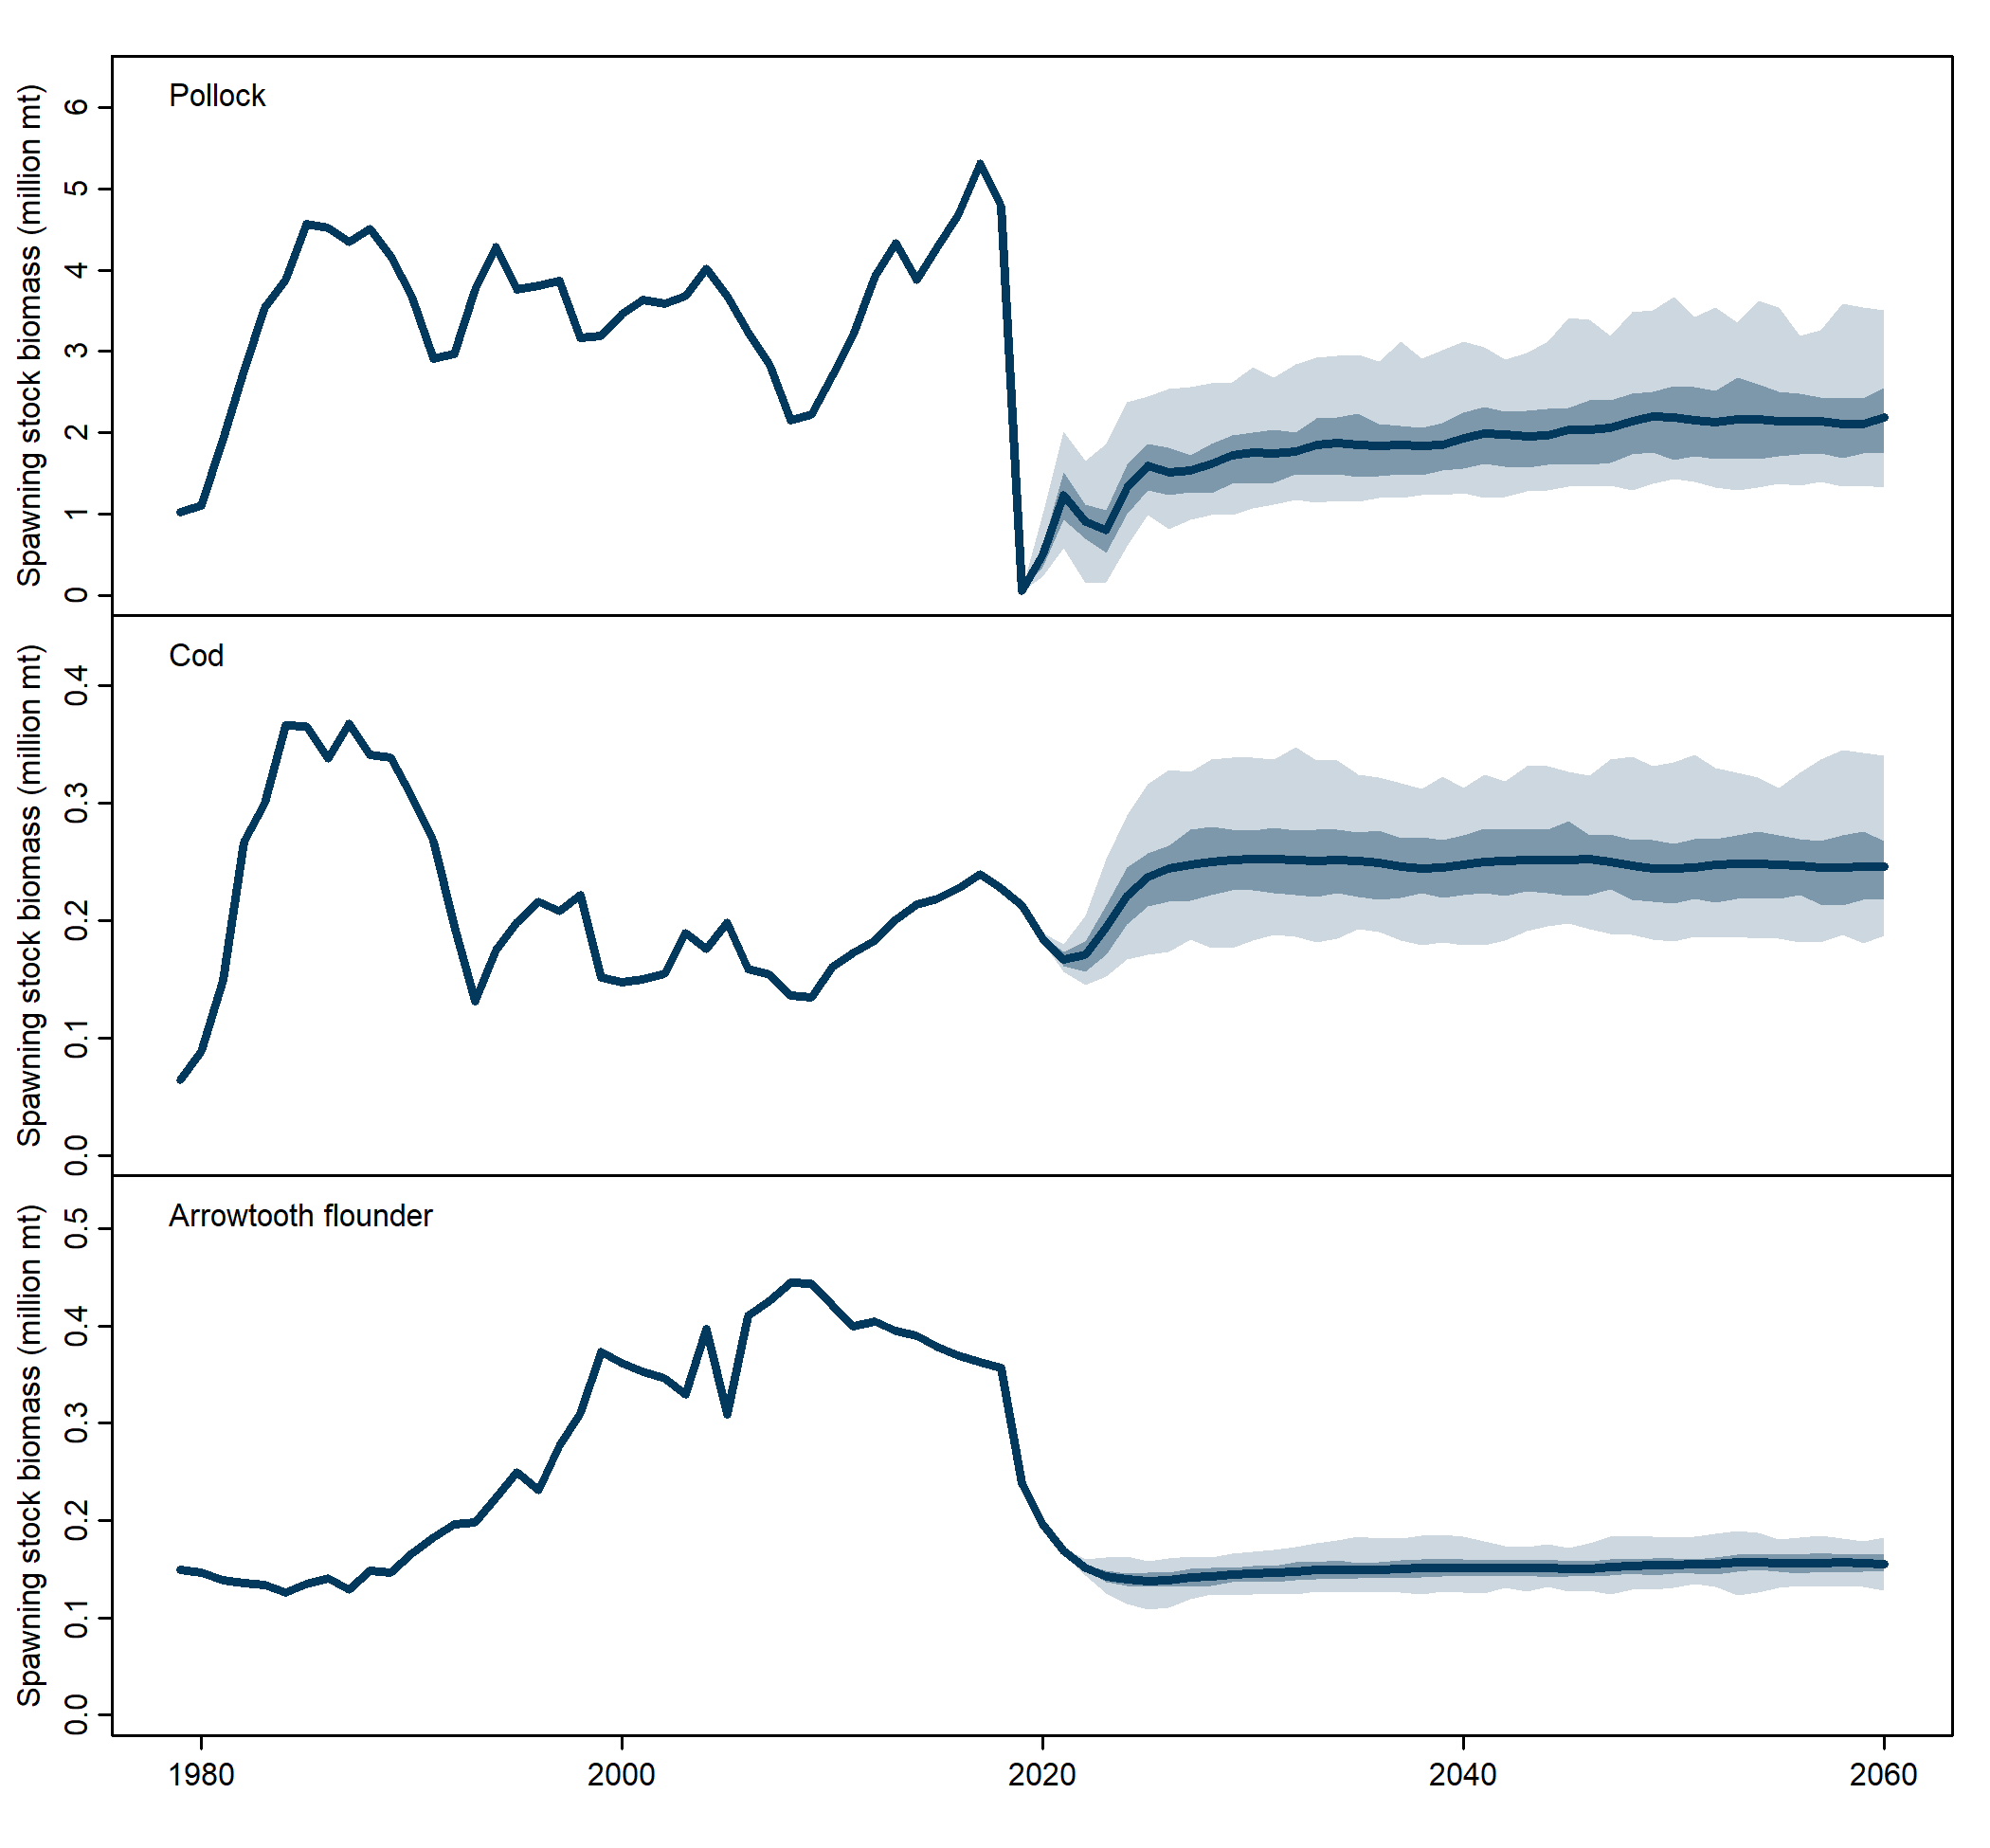 Pollock
Spawning stock biomass (million mt)
6
5
4
3
2
1
0
Cod
Spawning stock biomass (million mt)
0.4
0.3
0.2
0.1
0.0
Arrowtooth flounder
Spawning stock biomass (million mt)
0.5
0.4
0.3
0.2
0.1
0.0
1980 2000 2020 2040 2060